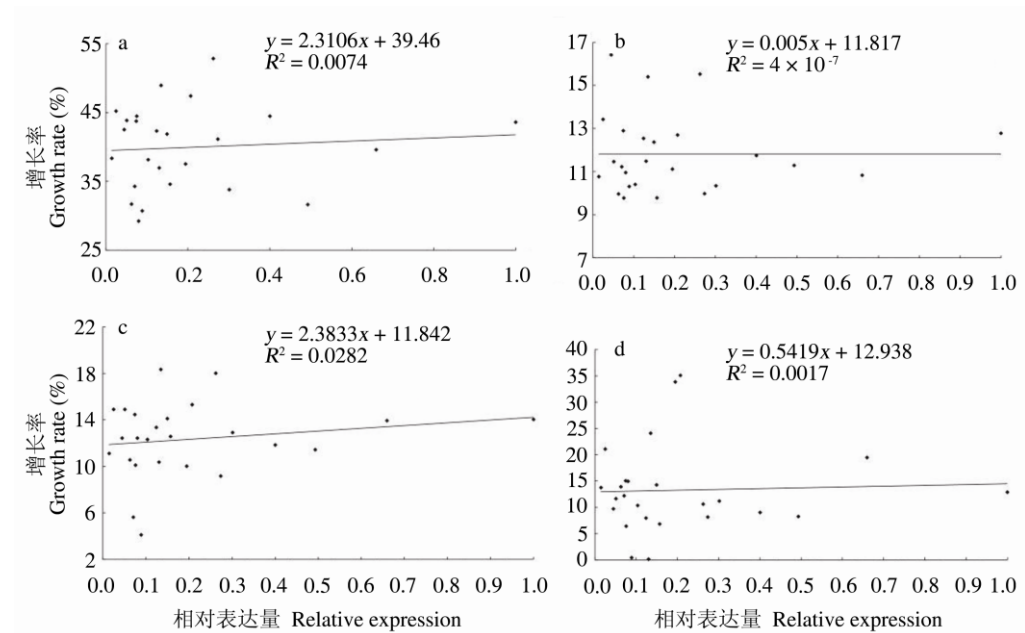 a
y = 2.3106x + 39.46
R² = 0.0074
55
45
35
25
增长率
Growth rate (%)
0.0 0.2 0.4 0.6 0.8 1.0
b
y = 0.005x + 11.817
R² = 4 × 10⁻⁷
17
15
13
11
9
7
0.0 0.1 0.2 0.3 0.4 0.5 0.6 0.7 0.8 0.9 1.0
c
y = 2.3833x + 11.842
R² = 0.0282
22
18
14
10
6
2
增长率
Growth rate (%)
0.0 0.1 0.2 0.3 0.4 0.5 0.6 0.7 0.8 0.9 1.0
相对表达量 Relative expression
d
y = 0.5419x + 12.938
R² = 0.0017
40
35
30
25
20
15
10
5
0
0.0 0.1 0.2 0.3 0.4 0.5 0.6 0.7 0.8 0.9 1.0
相对表达量 Relative expression